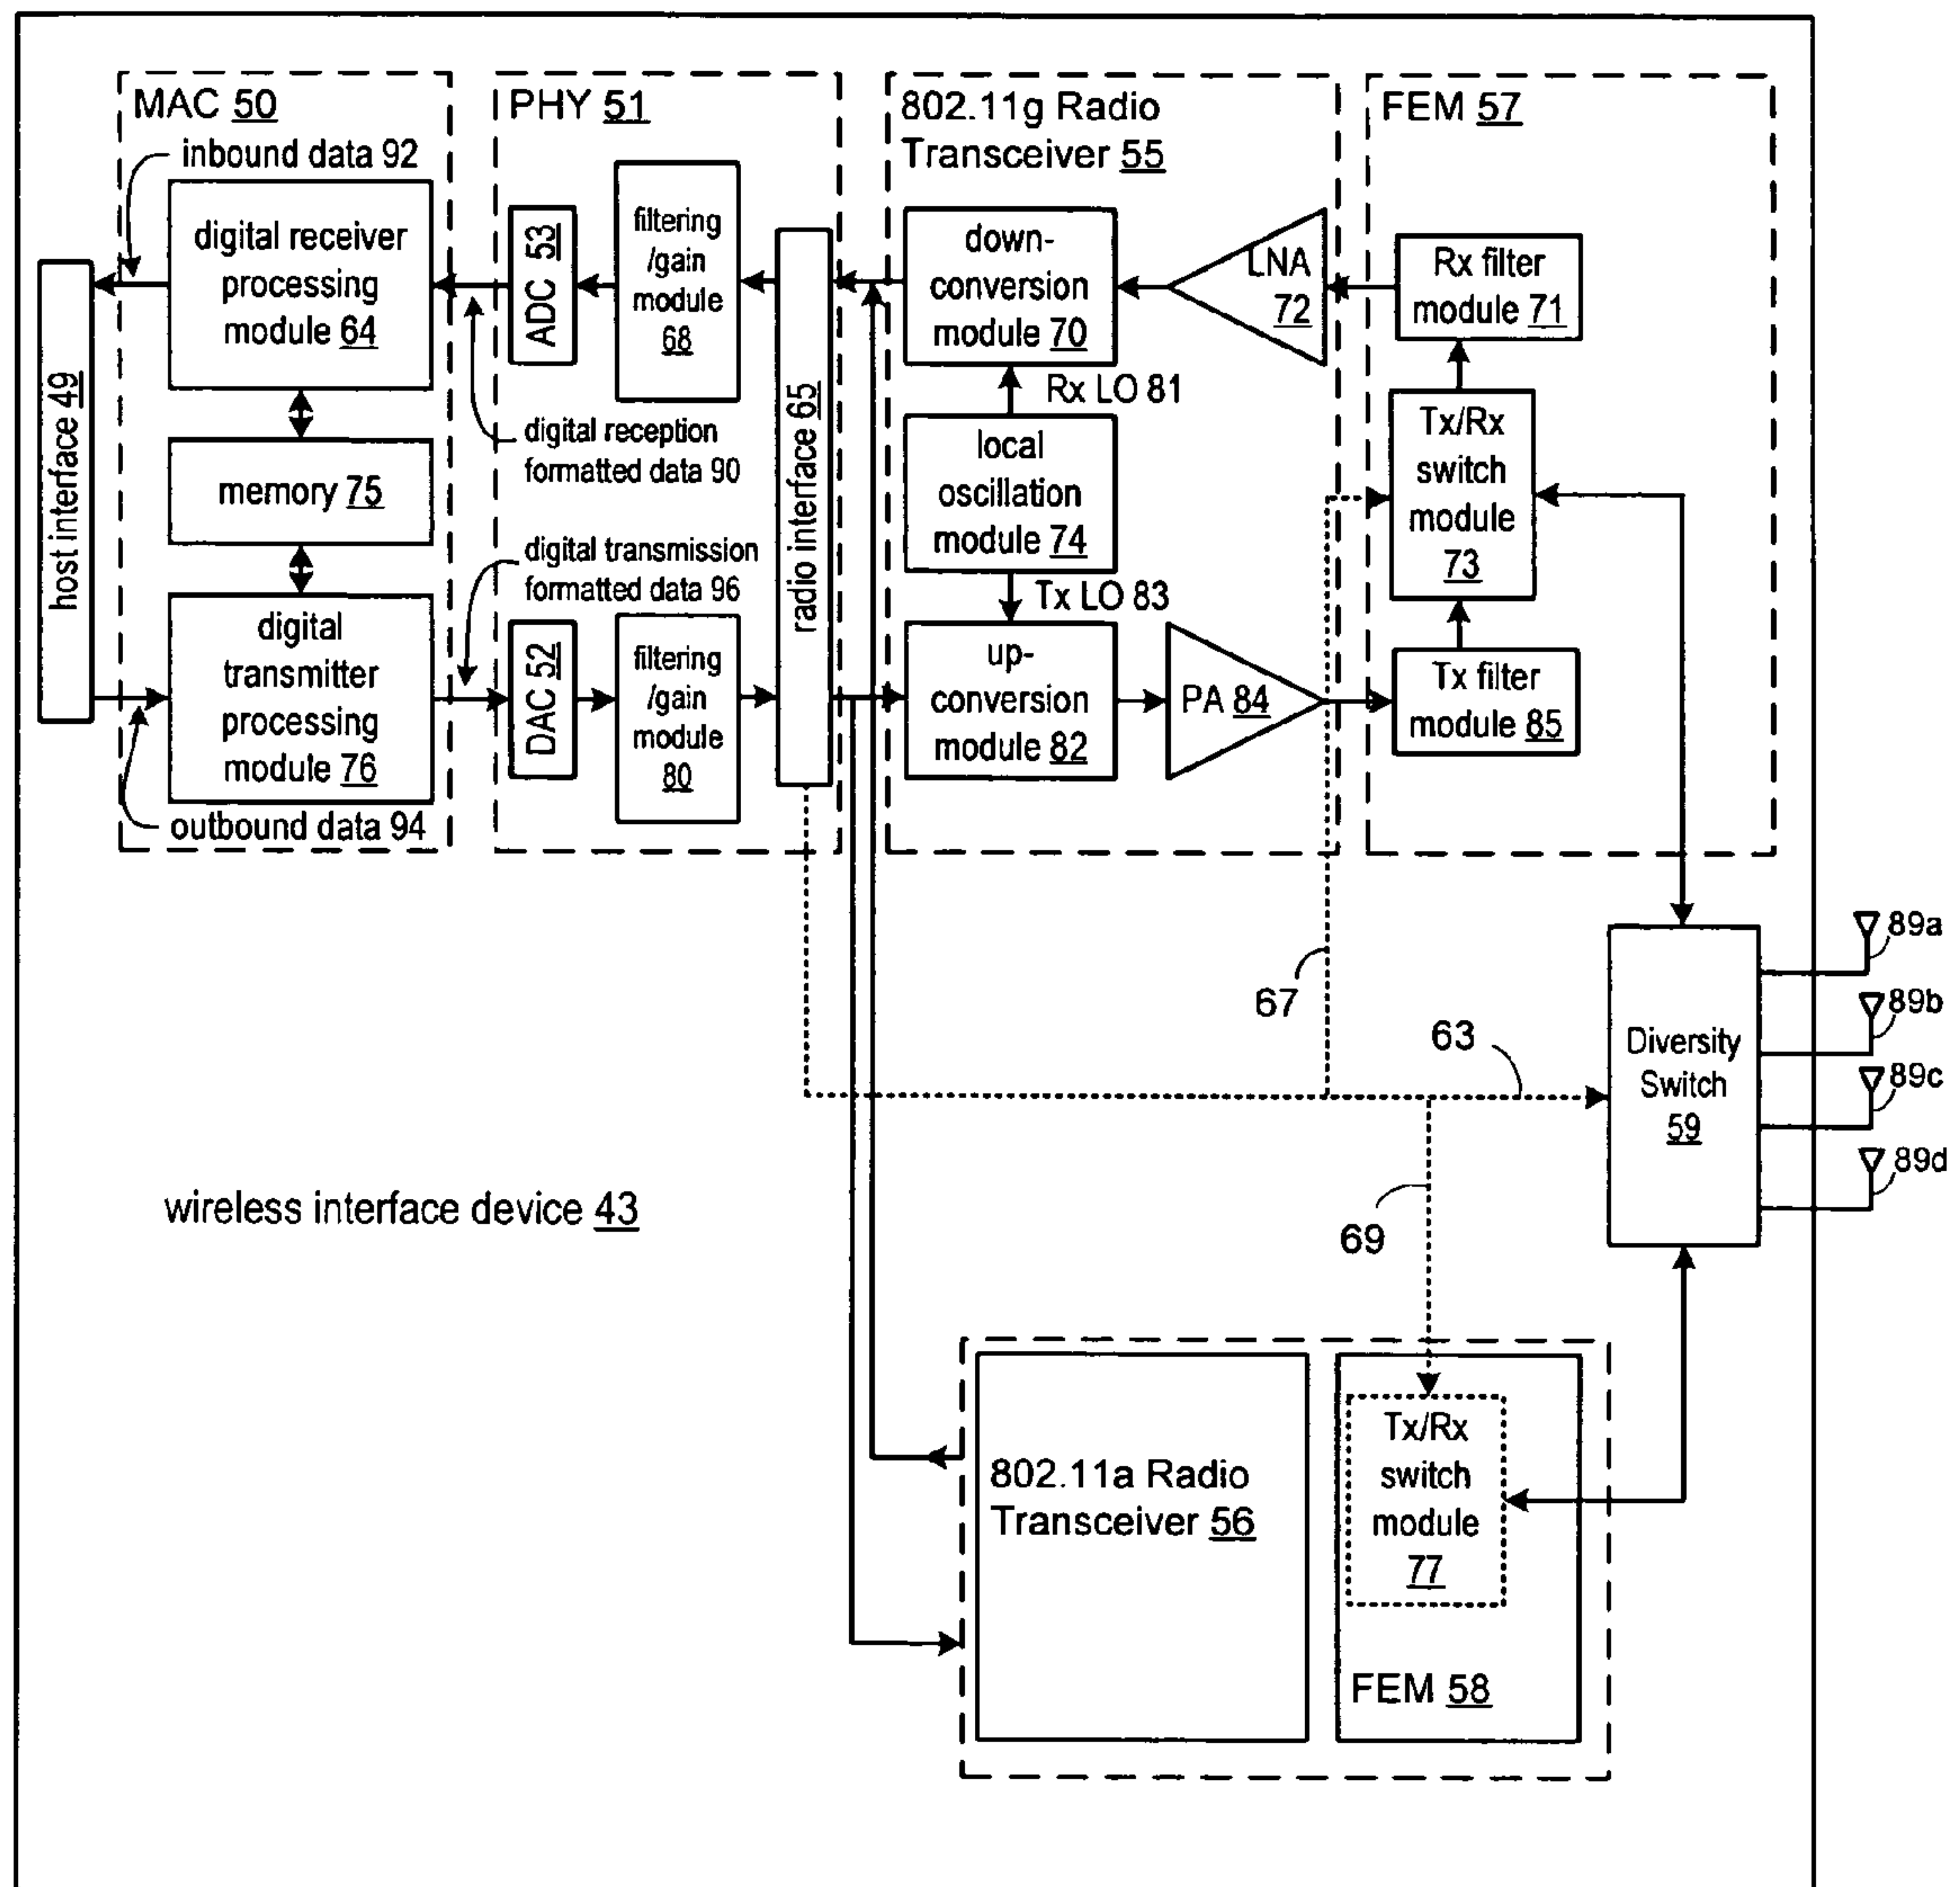 MAC 50
inbound data 92
digital receiver
processing
module 64
host interface 49
memory 75
digital
transmitter
processing
module 76
outbound data 94
PHY 51
ADC 53
filtering
/gain
module
68
digital reception
formatted data 90
digital transmission
formatted data 96
DAC 52
filtering
/gain
module
80
radio interface 65
802.11g Radio
Transceiver 55
down-
conversion
module 70
LNA
72
Rx LO 81
local
oscillation
module 74
Tx LO 83
up-
conversion
module 82
PA 84
FEM 57
Rx filter
module 71
Tx/Rx
switch
module
73
Tx filter
module 85
67
63
69
Diversity
Switch
59
89a
89b
89c
89d
wireless interface device 43
802.11a Radio
Transceiver 56
Tx/Rx
switch
module
77
FEM 58